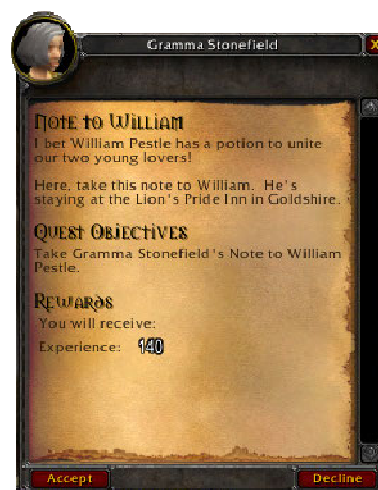 Gramma Stonefield
X
Note to William
I bet William Pestle has a potion to unite
our two young lovers!
Here, take this note to William. He's
staying at the Lion's Pride Inn in Goldshire.
Quest Objectives
Take Gramma Stonefield's Note to William
Pestle.
Rewards
You will receive:
Experience: 140
Accept
Decline